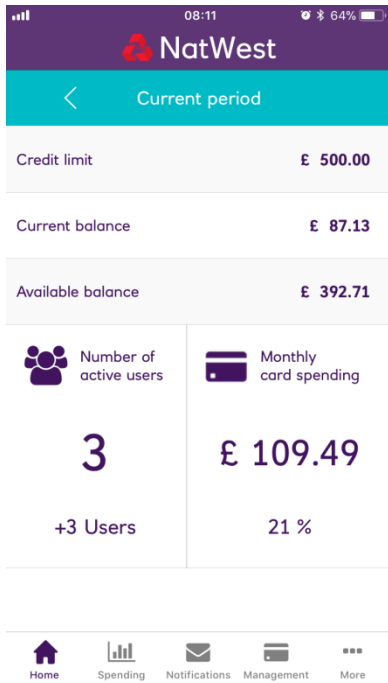 08:11
64%
NatWest
Current period
Credit limit £ 500.00
Current balance £ 87.13
Available balance £ 392.71
Number of
active users
3
+3 Users
Monthly
card spending
£ 109.49
21 %
Home Spending Notifications Management More